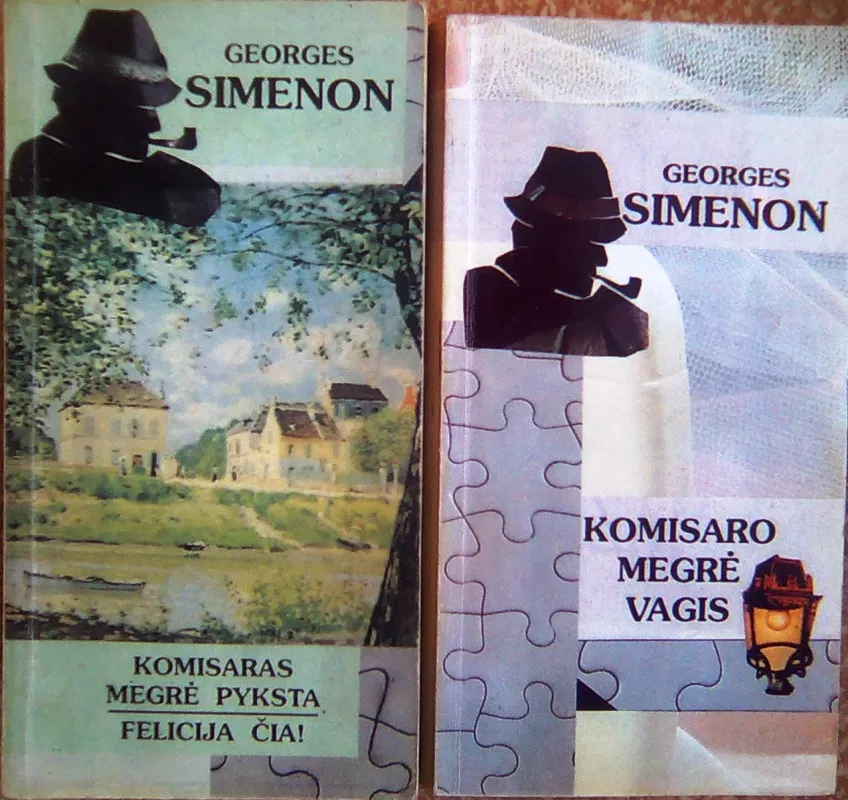 GEORGES
SIMENON
KOMISARAS
MEGRĖ PYKSTA
FELICIJA ČIA!
GEORGES
SIMENON
KOMISARO
MEGRĖ
VAGIS